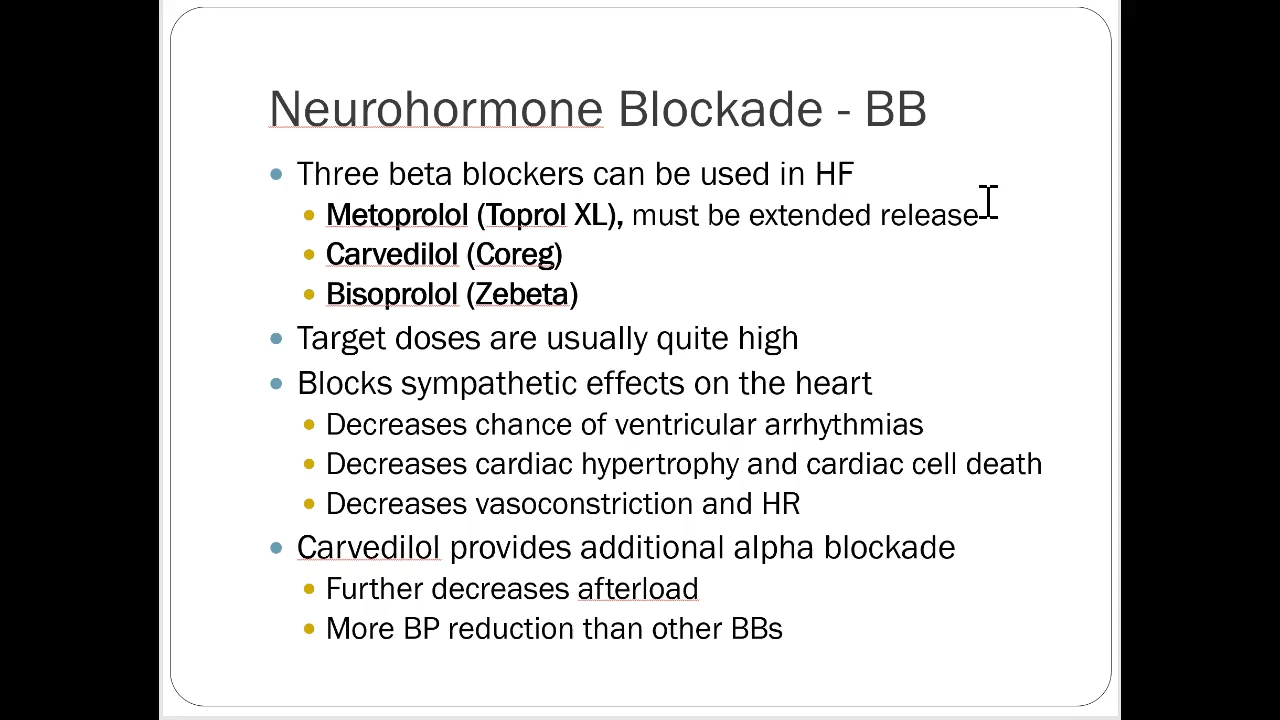 Neurohormone Blockade - BB
Three beta blockers can be used in HF
Metoprolol (Toprol XL), must be extended release
Carvedilol (Coreg)
Bisoprolol (Zebeta)
Target doses are usually quite high
Blocks sympathetic effects on the heart
Decreases chance of ventricular arrhythmias
Decreases cardiac hypertrophy and cardiac cell death
Decreases vasoconstriction and HR
Carvedilol provides additional alpha blockade
Further decreases afterload
More BP reduction than other BBs